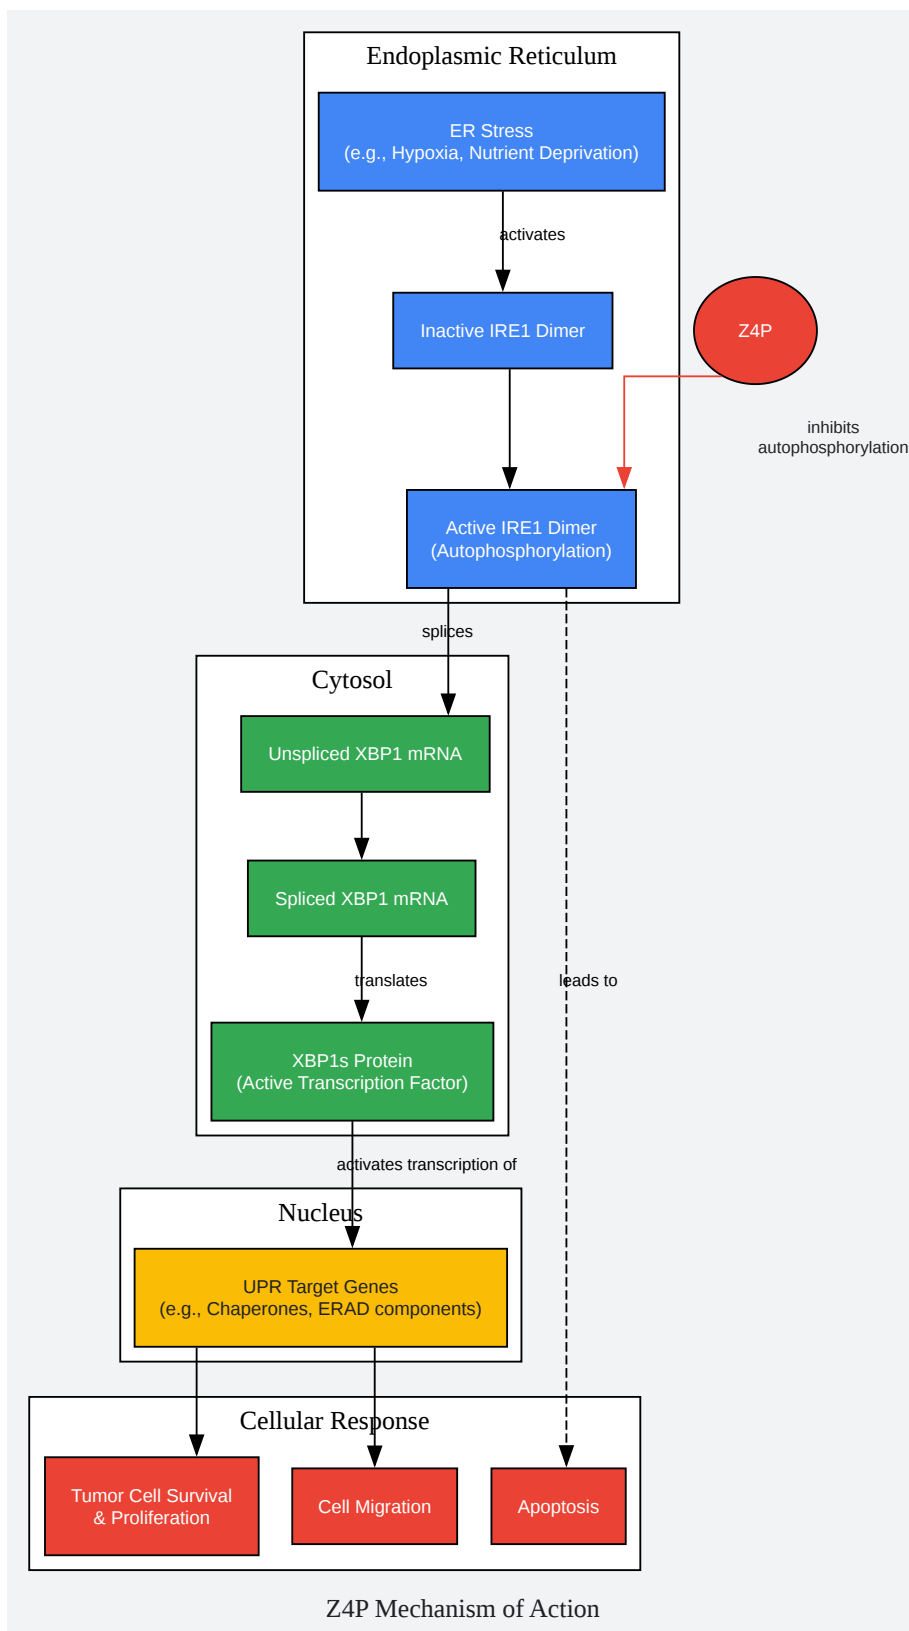 Endoplasmic Reticulum
ER Stress
(e.g., Hypoxia, Nutrient Deprivation)
activates
Inactive IRE1 Dimer
Z4P
inhibits
autophosphorylation
Active IRE1 Dimer
(Autophosphorylation)
splices
Cytosol
Unspliced XBP1 mRNA
Spliced XBP1 mRNA
translates
leads to
XBP1s Protein
(Active Transcription Factor)
activates transcription of
Nucleus
UPR Target Genes
(e.g., Chaperones, ERAD components)
Cellular Response
Tumor Cell Survival
& Proliferation
Cell Migration
Apoptosis
Z4P Mechanism of Action